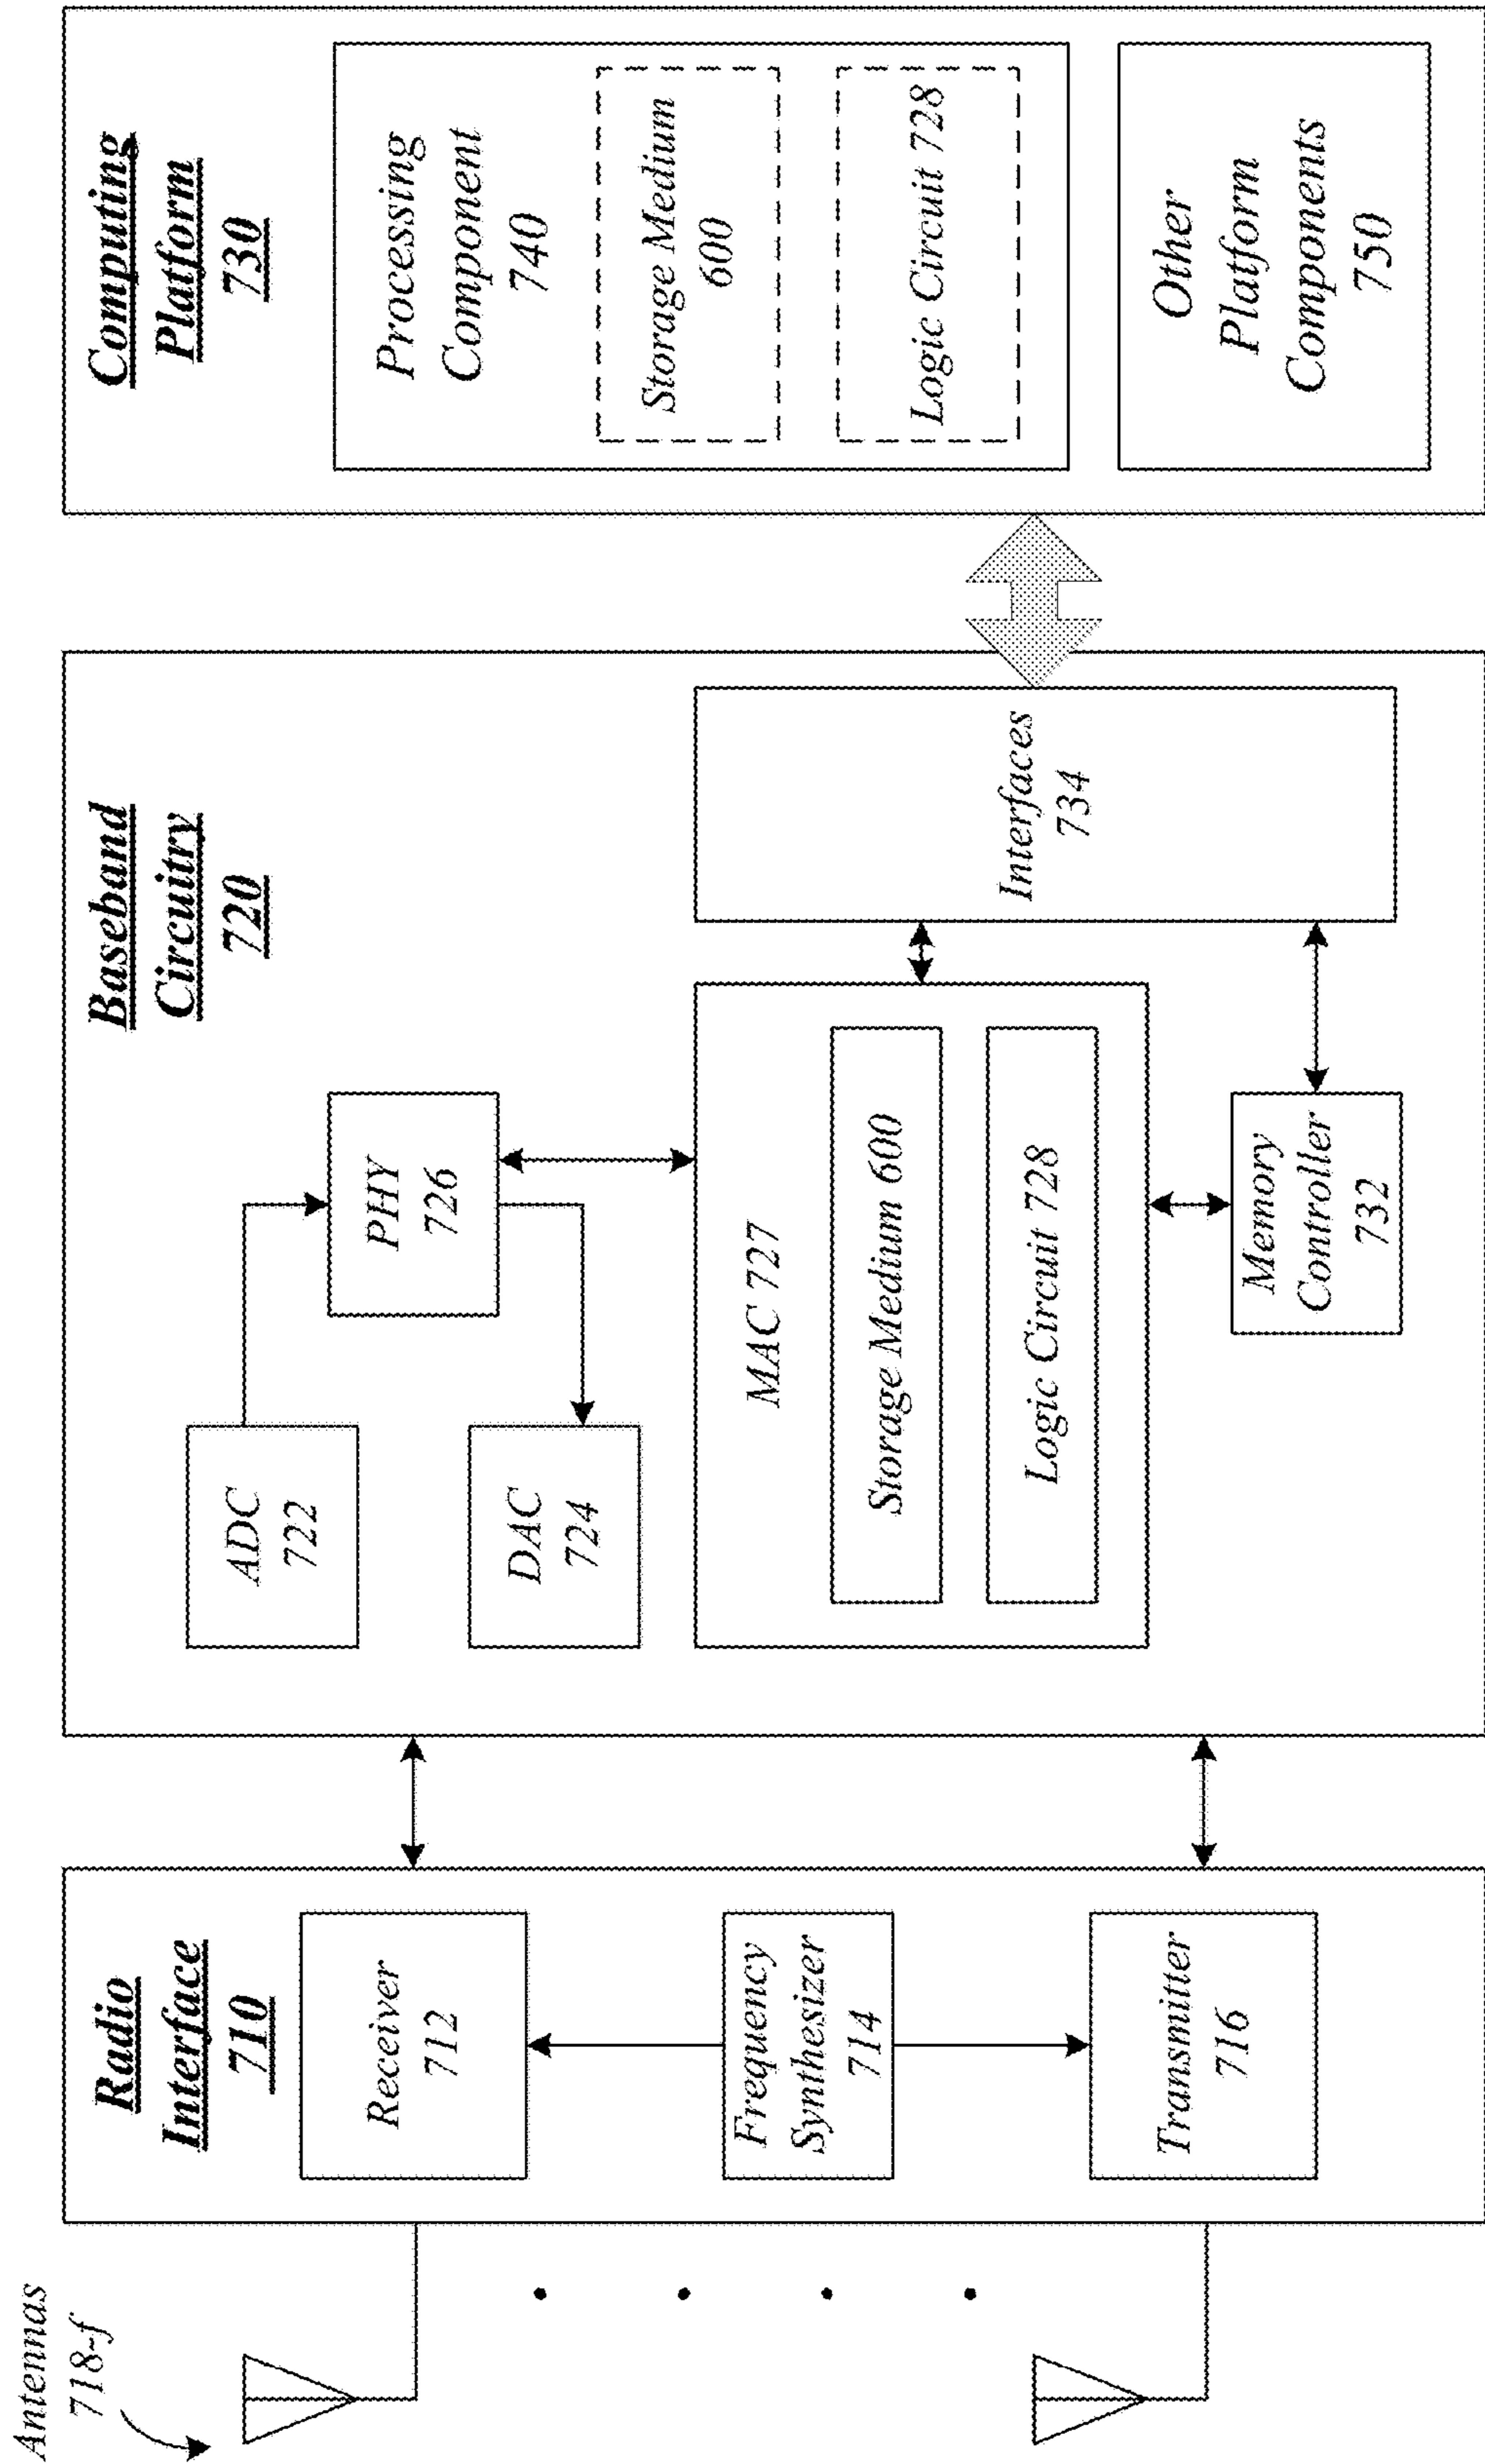 Antennas
718-f
Radio
Interface
710
Receiver
712
Frequency
Synthesizer
714
Transmitter
716
Baseband
Circuitry
720
ADC
722
PHY
726
DAC
724
MAC 727
Storage Medium 600
Logic Circuit 728
Memory
Controller
732
Interfaces
734
Computing
Platform
730
Processing
Component
740
Storage Medium
600
Logic Circuit 728
Other
Platform
Components
750